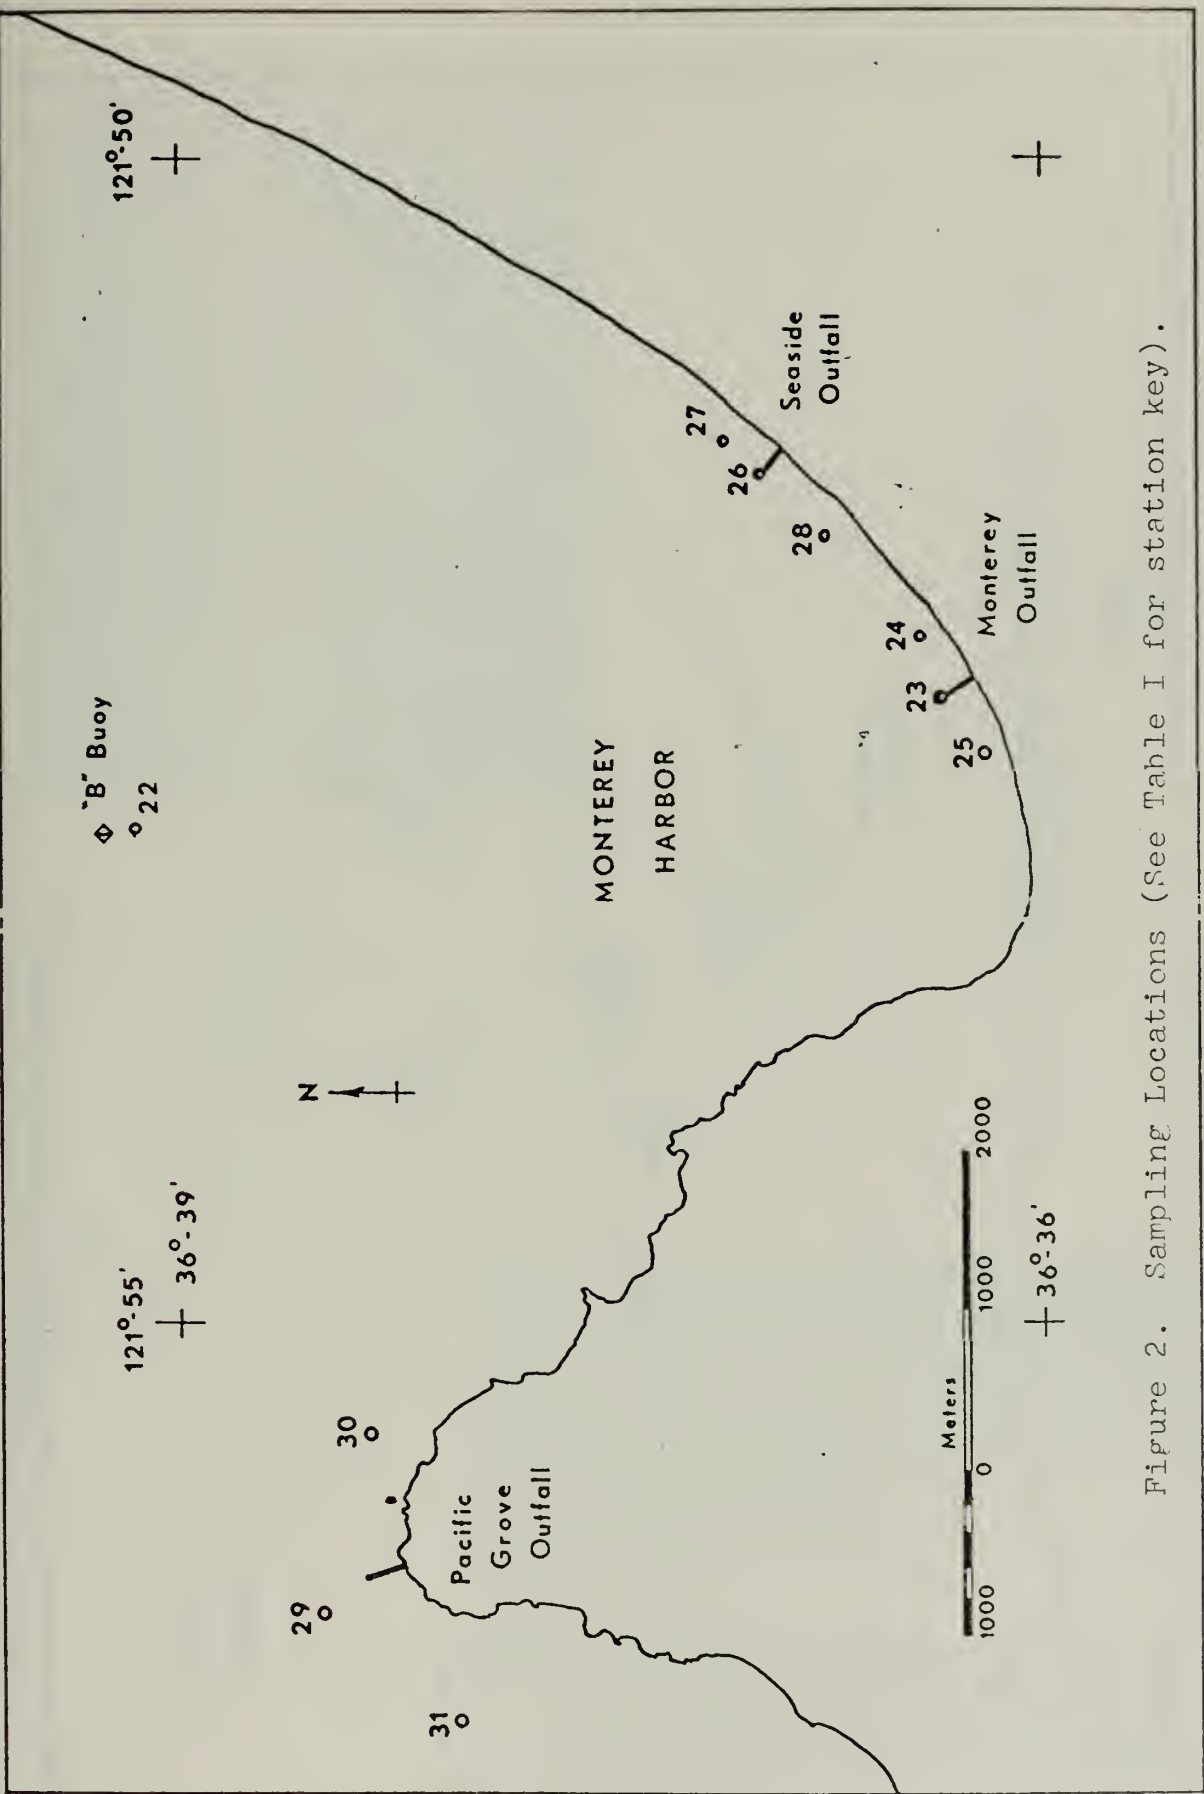 121°-55'
36°-39'
121°-50'
"B" Buoy
22
N
29
30
31
Pacific
Grove
Outfall
MONTEREY
HARBOR
27
26
28
Seaside
Outfall
24
23
25
Monterey
Outfall
Meters
1000 0 1000 2000
36°-36'
Figure 2. Sampling Locations (See Table I for station key).